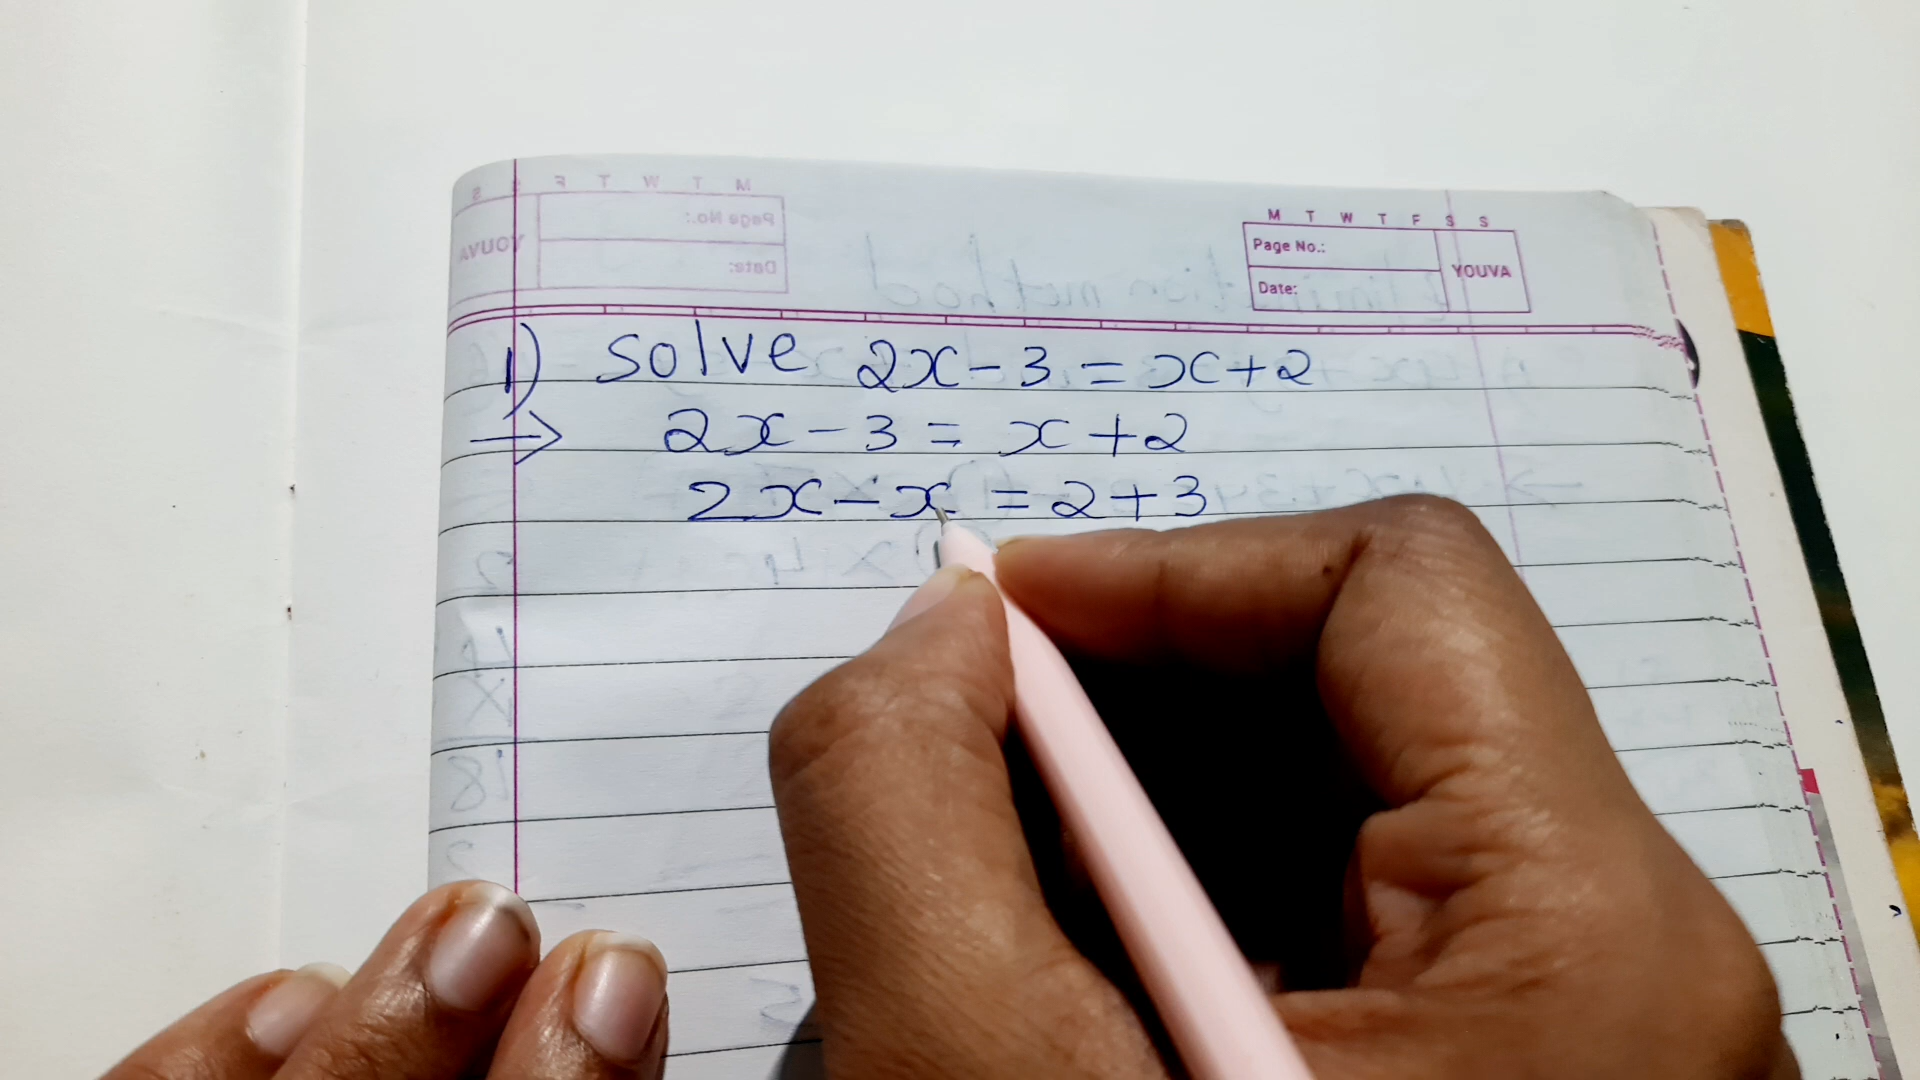 M T W T F S S
Page No.:
Date:
YOUVA
1) solve 2x-3=x+2
→ 2x-3=x+2
2x-x=2+3